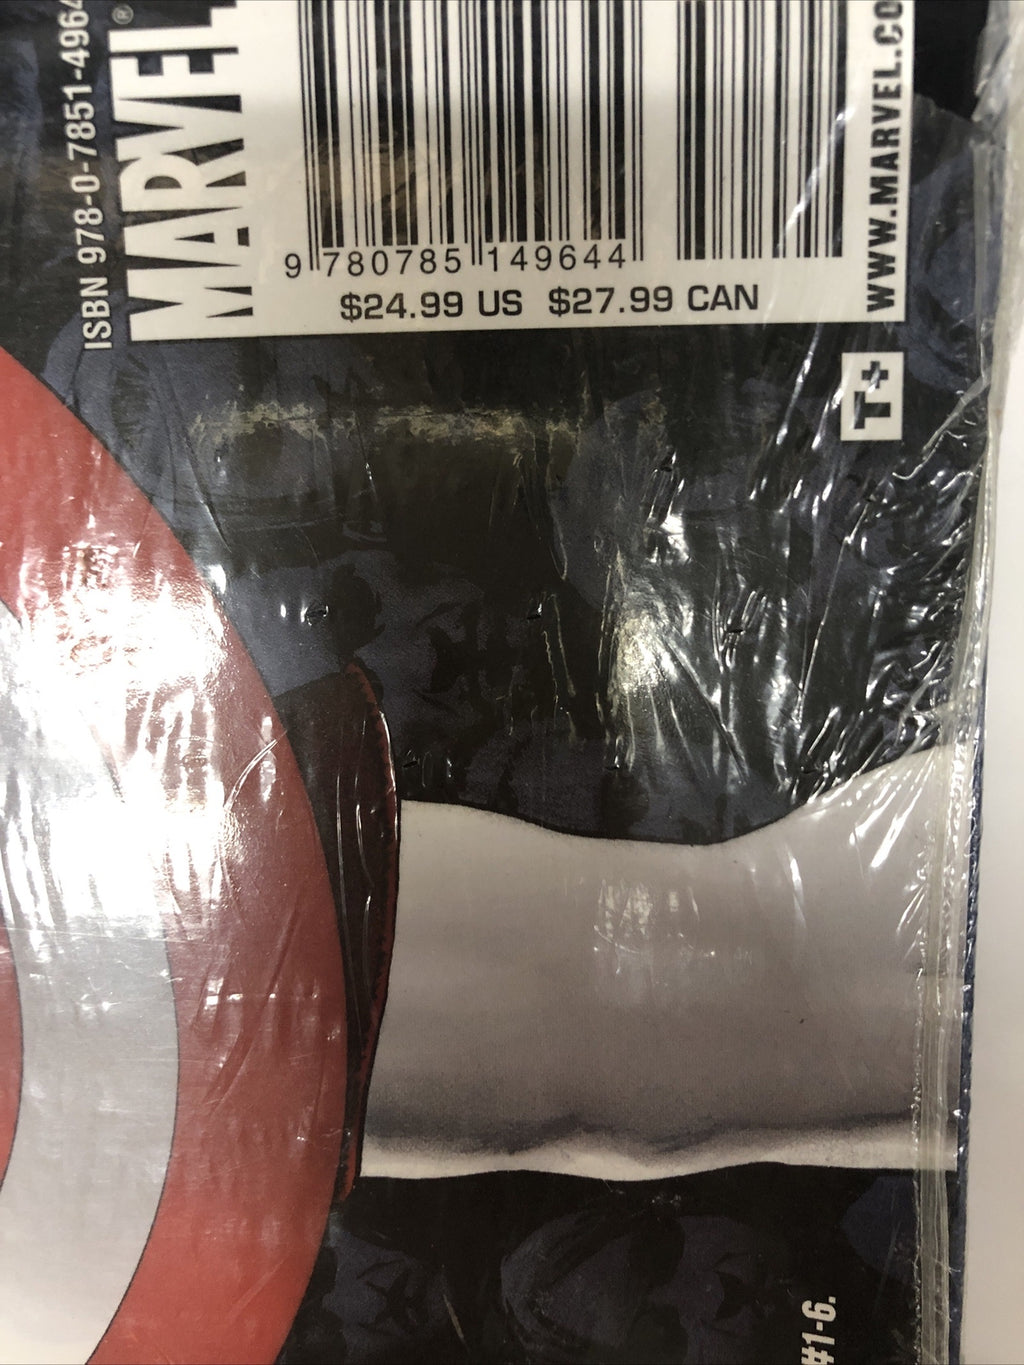 ISBN 978-0-7851-4964
MARVEL®
9 780785 149644
$24.99 US $27.99 CAN
WWW.MARVEL.CO
T+
#1-6.